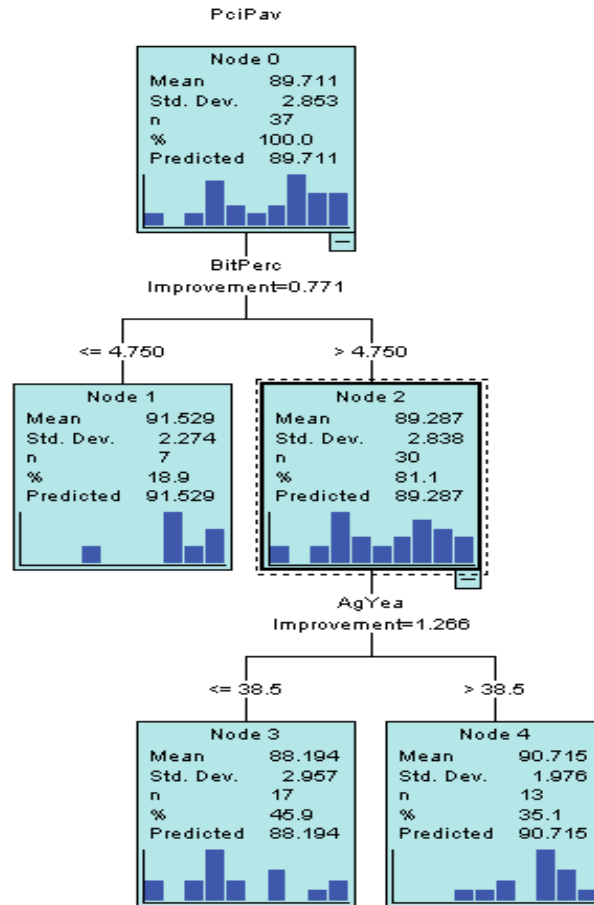 PciPav
Node 0
Mean 89.711
Std. Dev. 2.853
n 37
% 100.0
Predicted 89.711
BitPerc
Improvement=0.771
<= 4.750 > 4.750
Node 1
Mean 91.529
Std. Dev. 2.274
n 7
% 18.9
Predicted 91.529
Node 2
Mean 89.287
Std. Dev. 2.838
n 30
% 81.1
Predicted 89.287
AgYea
Improvement=1.266
<= 38.5 > 38.5
Node 3
Mean 88.194
Std. Dev. 2.957
n 17
% 45.9
Predicted 88.194
Node 4
Mean 90.715
Std. Dev. 1.976
n 13
% 35.1
Predicted 90.715